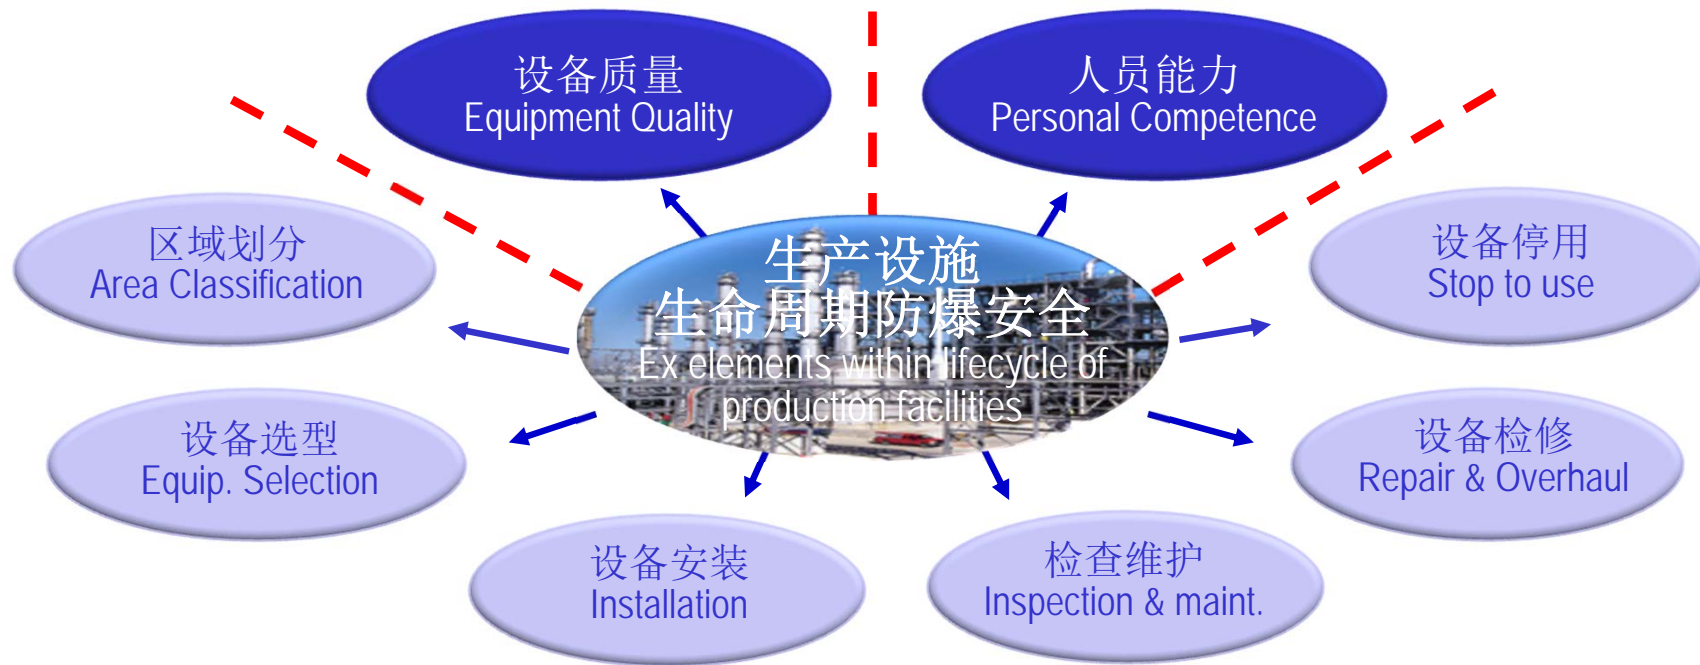 设备质量
Equipment Quality
人员能力
Personal Competence
区域划分
Area Classification
生产设施
生命周期防爆安全
Ex elements within lifecycle of
production facilities
设备停用
Stop to use
设备选型
Equip. Selection
设备检修
Repair & Overhaul
设备安装
Installation
检查维护
Inspection & maint.